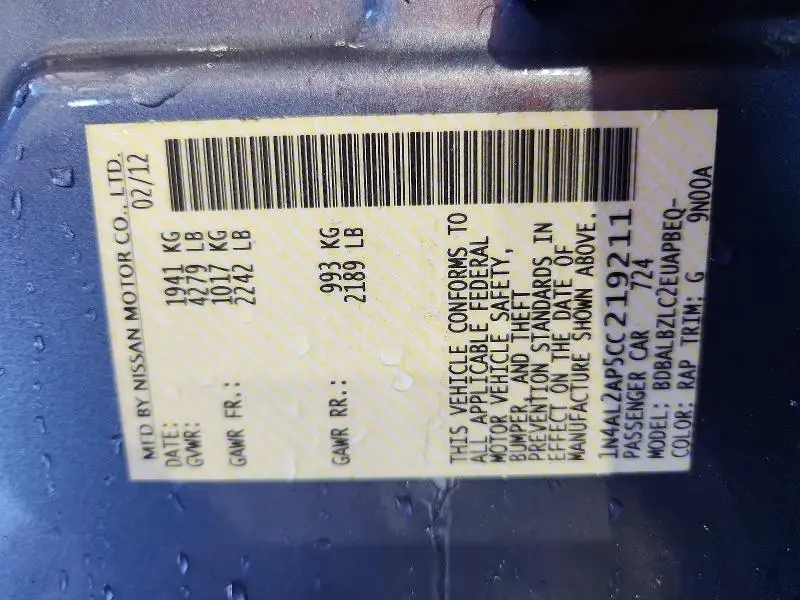 MFD BY NISSAN MOTOR CO., LTD.
DATE: 02/12
GVWR: 1941 KG
4279 LB
GAWR FR.: 1017 KG
2242 LB
GAWR RR.: 993 KG
2189 LB
THIS VEHICLE CONFORMS TO
ALL APPLICABLE FEDERAL
MOTOR VEHICLE SAFETY,
BUMPER, AND THEFT
PREVENTION STANDARDS IN
EFFECT ON THE DATE OF
MANUFACTURE SHOWN ABOVE.
1N4AL2AP5CC219211
PASSENGER CAR 724
MODEL: BDBALBZLC2EUAPBEQ-
COLOR: RAP TRIM: G 9N00A